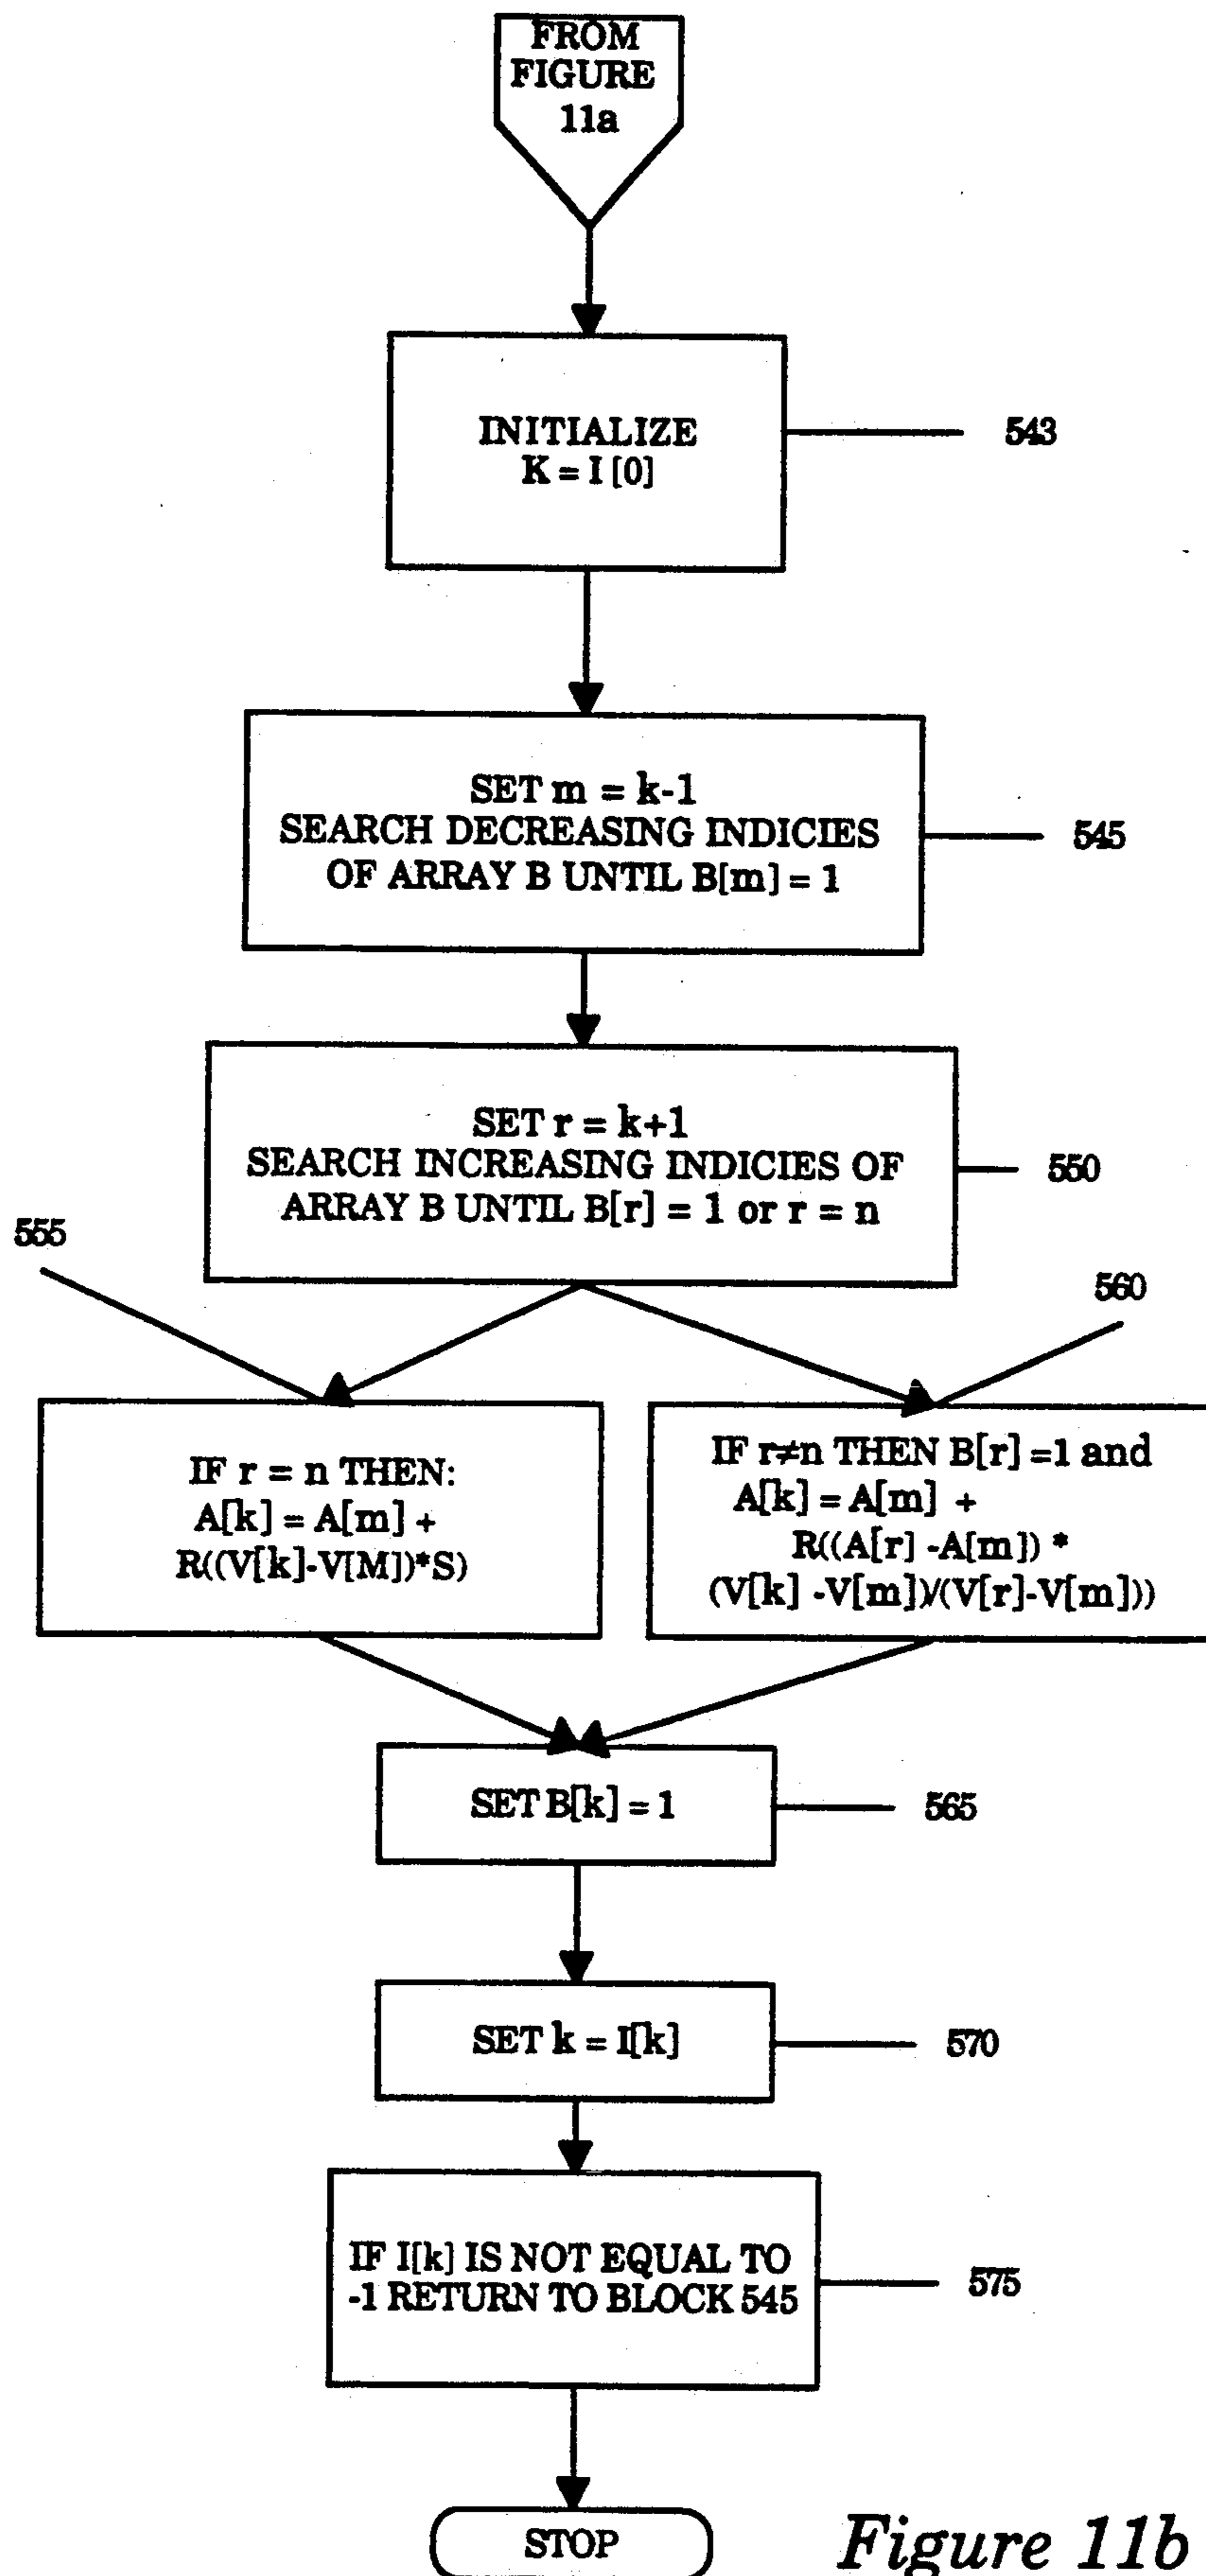 FROM
FIGURE
11a
INITIALIZE
K = I [0]
543
SET m = k-1
SEARCH DECREASING INDICIES
OF ARRAY B UNTIL B[m] = 1
545
SET r = k+1
SEARCH INCREASING INDICIES OF
ARRAY B UNTIL B[r] = 1 or r = n
550
555
560
IF r = n THEN:
A[k] = A[m] +
R((V[k]-V[M])*S)
IF r≠n THEN B[r] =1 and
A[k] = A[m] +
R((A[r] -A[m]) *
(V[k] -V[m])/(V[r]-V[m]))
SET B[k] = 1
565
SET k = I[k]
570
IF I[k] IS NOT EQUAL TO
-1 RETURN TO BLOCK 545
575
STOP
Figure 11b